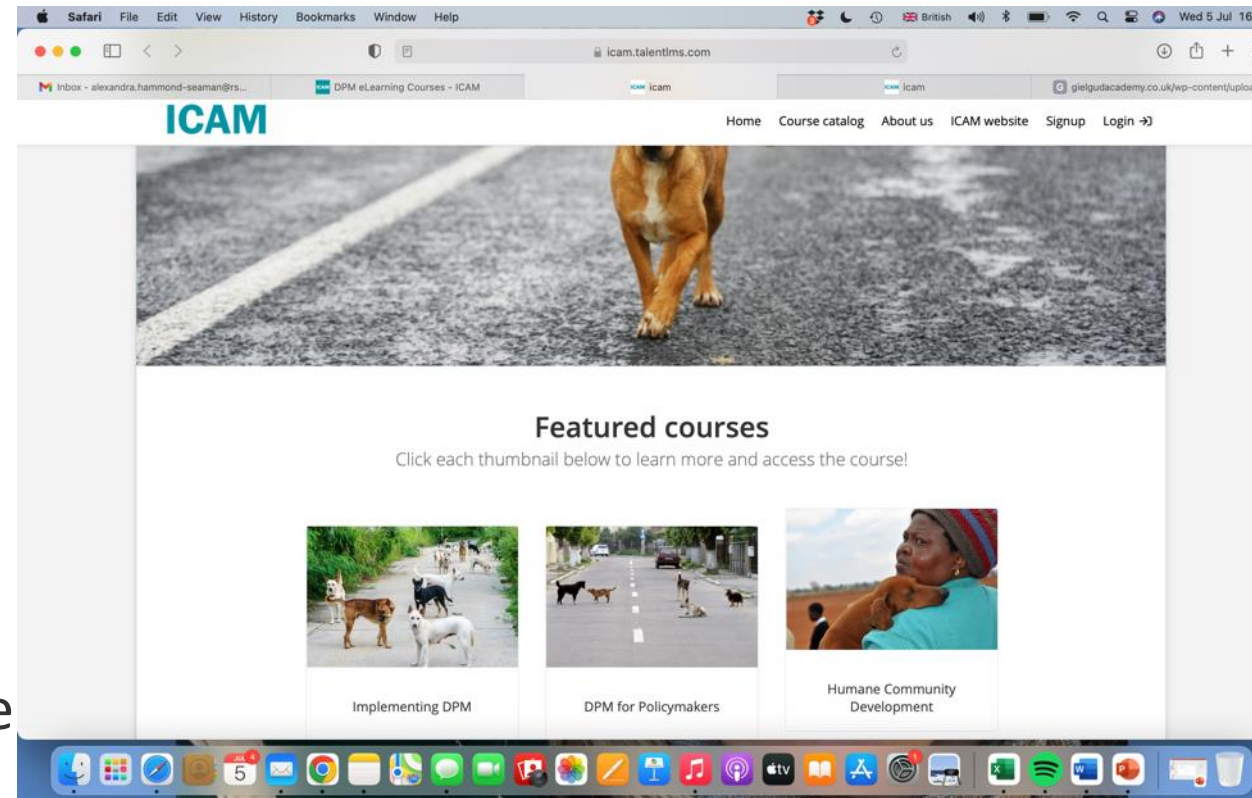 Safari File Edit View History Bookmarks Window Help British Wed 5 Jul 16
icam.talentlms.com
Inbox - alexandra.hammond-seaman@rs... DPM eLearning Courses - ICAM icam icam gielgudacademy.co.uk/wp-content/uploa
ICAM Home Course catalog About us ICAM website Signup Login
Featured courses
Click each thumbnail below to learn more and access the course!
Implementing DPM DPM for Policymakers Humane Community
Development
e
JUL
5
tv